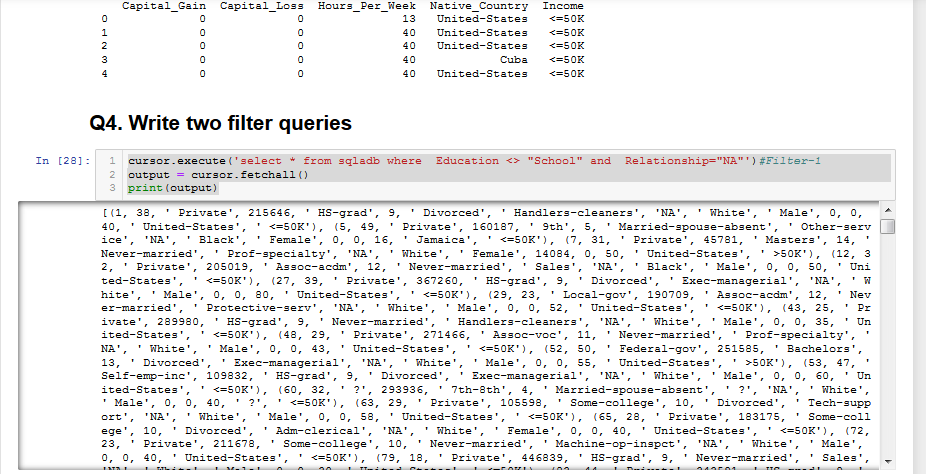 Capital_Gain Capital_Loss Hours_Per_Week Native_Country Income
0 0 0 13 United-States <=50K
1 0 0 40 United-States <=50K
2 0 0 40 United-States <=50K
3 0 0 40 Cuba <=50K
4 0 0 40 United-States <=50K
Q4. Write two filter queries
In [28]:
1 cursor.execute('select * from sqladb where Education <> "School" and Relationship="NA"')#Filter-1
2 output = cursor.fetchall()
3 print(output)
[(1, 38, ' Private', 215646, ' HS-grad', 9, ' Divorced', ' Handlers-cleaners', 'NA', ' White', ' Male', 0, 0,
40, ' United-States', ' <=50K'), (5, 49, ' Private', 160187, ' 9th', 5, ' Married-spouse-absent', ' Other-serv
ice', 'NA', ' Black', ' Female', 0, 0, 16, ' Jamaica', ' <=50K'), (7, 31, ' Private', 45781, ' Masters', 14, '
Never-married', ' Prof-specialty', 'NA', ' White', ' Female', 14084, 0, 50, ' United-States', ' >50K'), (12, 3
2, ' Private', 205019, ' Assoc-acdm', 12, ' Never-married', ' Sales', 'NA', ' Black', ' Male', 0, 0, 50, ' Uni
ted-States', ' <=50K'), (27, 39, ' Private', 367260, ' HS-grad', 9, ' Divorced', ' Exec-managerial', 'NA', ' W
hite', ' Male', 0, 0, 80, ' United-States', ' <=50K'), (29, 23, ' Local-gov', 190709, ' Assoc-acdm', 12, ' Nev
er-married', ' Protective-serv', 'NA', ' White', ' Male', 0, 0, 52, ' United-States', ' <=50K'), (43, 25, ' Pr
ivate', 289980, ' HS-grad', 9, ' Never-married', ' Handlers-cleaners', 'NA', ' White', ' Male', 0, 0, 35, ' Un
ited-States', ' <=50K'), (48, 29, ' Private', 271466, ' Assoc-voc', 11, ' Never-married', ' Prof-specialty', '
NA', ' White', ' Male', 0, 0, 43, ' United-States', ' <=50K'), (52, 50, ' Federal-gov', 251585, ' Bachelors',
13, ' Divorced', ' Exec-managerial', 'NA', ' White', ' Male', 0, 0, 55, ' United-States', ' >50K'), (53, 47, '
Self-emp-inc', 109832, ' HS-grad', 9, ' Divorced', ' Exec-managerial', 'NA', ' White', ' Male', 0, 0, 60, ' Un
ited-States', ' <=50K'), (60, 32, ' ?', 293936, ' 7th-8th', 4, ' Married-spouse-absent', ' ?', 'NA', ' White',
' Male', 0, 0, 40, ' ?', ' <=50K'), (63, 29, ' Private', 105598, ' Some-college', 10, ' Divorced', ' Tech-supp
ort', 'NA', ' White', ' Male', 0, 0, 58, ' United-States', ' <=50K'), (65, 28, ' Private', 183175, ' Some-coll
ege', 10, ' Divorced', ' Adm-clerical', 'NA', ' White', ' Female', 0, 0, 40, ' United-States', ' <=50K'), (72,
23, ' Private', 211678, ' Some-college', 10, ' Never-married', ' Machine-op-inspct', 'NA', ' White', ' Male',
0, 0, 40, ' United-States', ' <=50K'), (79, 18, ' Private', 446839, ' HS-grad', 9, ' Never-married', ' Sales',